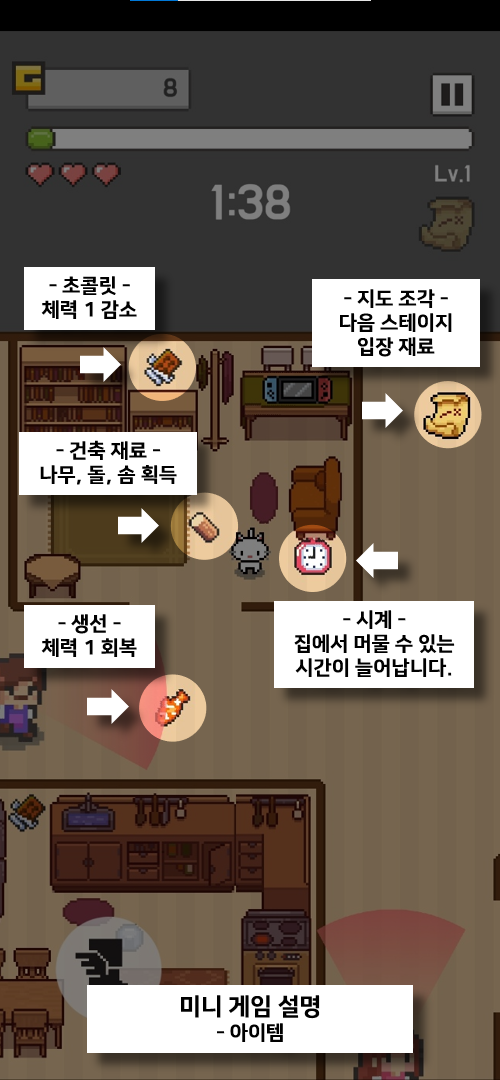 8
Lv.1
1:38
- 초콜릿 -
체력 1 감소
- 지도 조각 -
다음 스테이지
입장 재료
- 건축 재료 -
나무, 돌, 솜 획득
- 생선 -
체력 1 회복
- 시계 -
집에서 머물 수 있는
시간이 늘어납니다.
미니 게임 설명
- 아이템